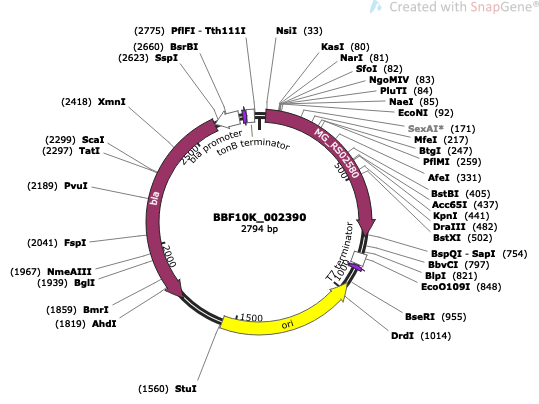 Created with SnapGene®
(2775) PflFI - Tth111I
NsiI (33)
(2660) BsrBI
(2623) SspI
KasI (80)
NarI (81)
SfoI (82)
NgoMIV (83)
PluTI (84)
NaeI (85)
EcoNI (92)
(2418) XmnI
SexAI* (171)
MfeI (217)
BtgI (247)
PflMI (259)
AfeI (331)
BstBI (405)
Acc65I (437)
KpnI (441)
DraIII (482)
BstXI (502)
(2299) ScaI
(2297) TatI
(2189) PvuI
(2041) FspI
(1967) NmeAIII
(1939) BglI
(1859) BmrI
(1819) AhdI
(1560) StuI
BspQI - SapI (754)
BbvCI (797)
BlpI (821)
EcoO109I (848)
BseRI (955)
DrdI (1014)
bla promoter
tonB terminator
MG_RS02580
T7 terminator
bla
ori
500
1000
1500
2000
2500
BBF10K_002390
2794 bp